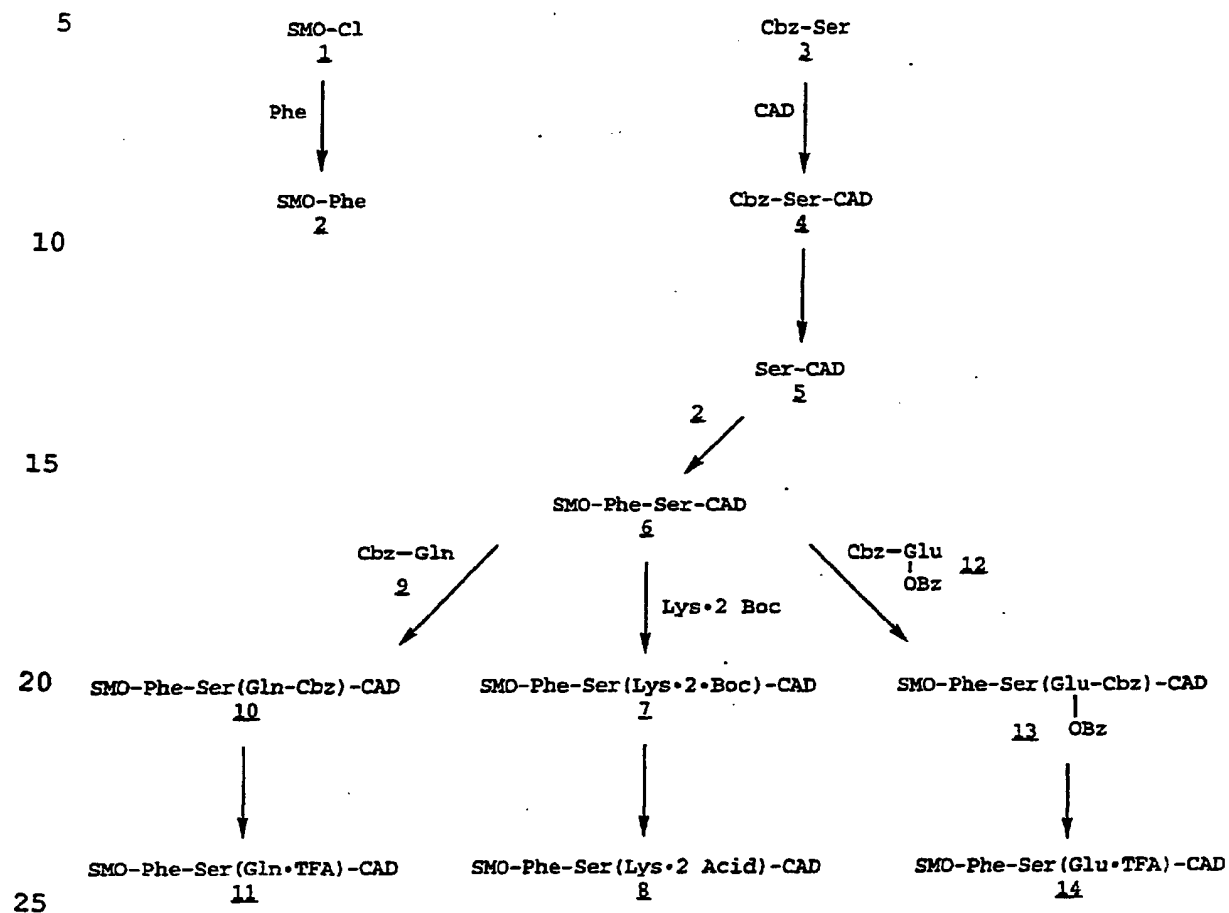 5
SMO-Cl
1
Cbz-Ser
3
Phe
CAD
SMO-Phe
2
Cbz-Ser-CAD
4
10
Ser-CAD
5
2
15
SMO-Phe-Ser-CAD
6
Cbz-Gln
9
Lys•2 Boc
Cbz-Glu
OBz
12
20
SMO-Phe-Ser(Gln-Cbz)-CAD
10
SMO-Phe-Ser(Lys•2•Boc)-CAD
7
SMO-Phe-Ser(Glu-Cbz)-CAD
13
OBz
SMO-Phe-Ser(Gln•TFA)-CAD
11
SMO-Phe-Ser(Lys•2 Acid)-CAD
8
SMO-Phe-Ser(Glu•TFA)-CAD
14
25